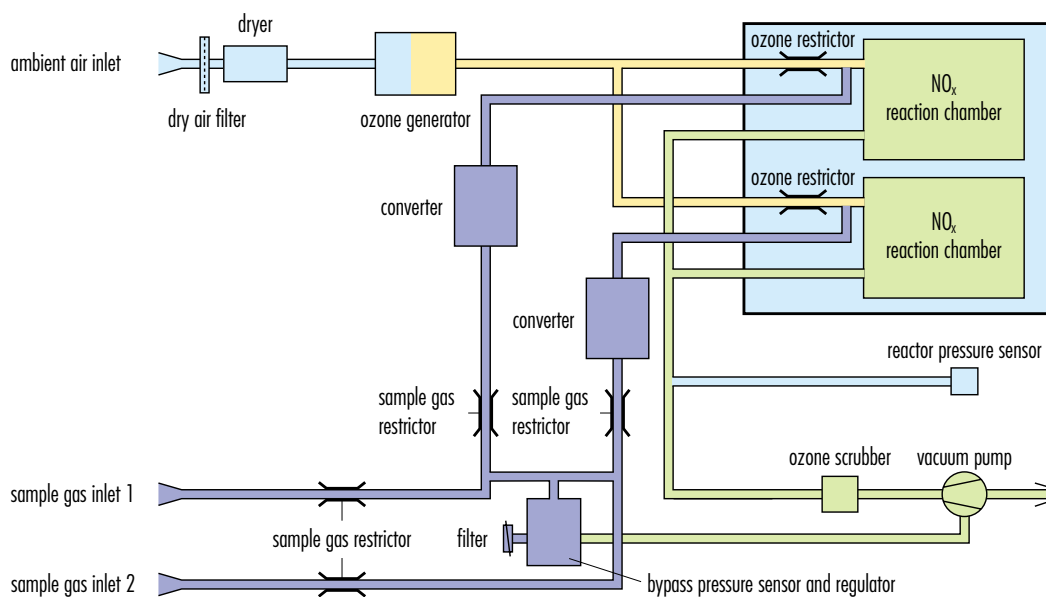 dryer
ambient air inlet
dry air filter
ozone generator
ozone restrictor
NOₓ
reaction chamber
converter
ozone restrictor
NOₓ
reaction chamber
converter
reactor pressure sensor
sample gas
restrictor
sample gas
restrictor
ozone scrubber
vacuum pump
sample gas inlet 1
sample gas restrictor
filter
sample gas inlet 2
bypass pressure sensor and regulator